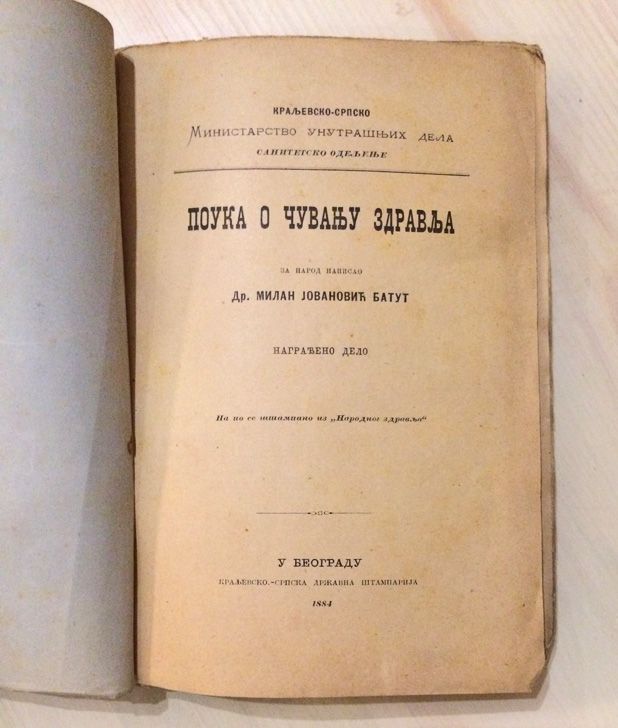 КРАЉЕВСКО-СРПСКО
МИНИСТАРСТВО УНУТРАШЊИХ ДЕЛА
САНИТЕТСКО ОДЕЉЕЊЕ
ПОУКА О ЧУВАЊУ ЗДРАВЉА
ЗА НАРОД НАПИСАО
Др. МИЛАН ЈОВАНОВИЋ БАТУТ
НАГРАЂЕНО ДЕЛО
На по се штампано из „Народног здравља“
У БЕОГРАДУ
КРАЉЕВСКО.-СРПСКА ДРЖАВНА ШТАМПАРИЈА
1884